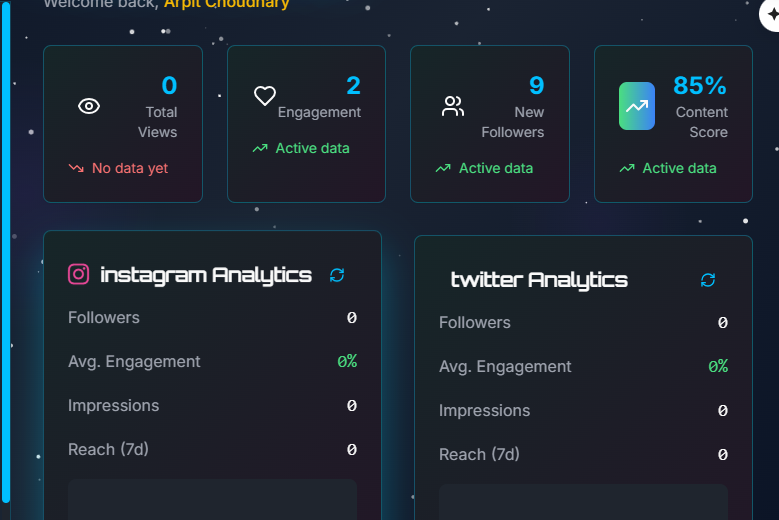 Welcome back, Arpit Choudhary
0
Total
Views
No data yet
2
Engagement
Active data
9
New
Followers
Active data
85%
Content
Score
Active data
instagram Analytics
Followers 0
Avg. Engagement 0%
Impressions 0
Reach (7d) 0
twitter Analytics
Followers 0
Avg. Engagement 0%
Impressions 0
Reach (7d) 0